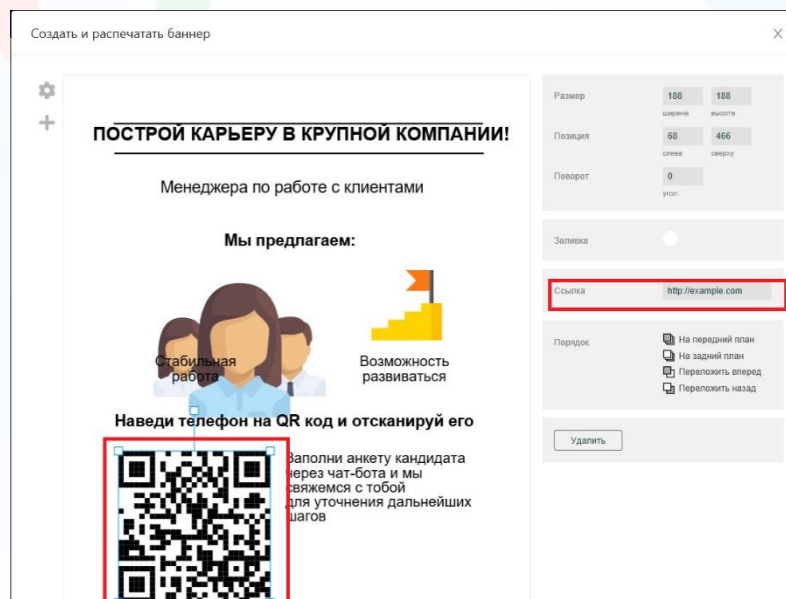 Создать и распечатать баннер
ПОСТРОЙ КАРЬЕРУ В КРУПНОЙ КОМПАНИИ!
Менеджера по работе с клиентами
Мы предлагаем:
Стабильная
работа
Возможность
развиваться
Наведи телефон на QR код и отсканируй его
Заполни анкету кандидата
через чат-бота и мы
свяжемся с тобой
для уточнения дальнейших
шагов
Размер
188 188
ширина высота
Позиция
68 466
слева сверху
Поворот
0
угол
Заливка
Ссылка
http://example.com
Порядок
На передний план
На задний план
Переложить вперед
Переложить назад
Удалить